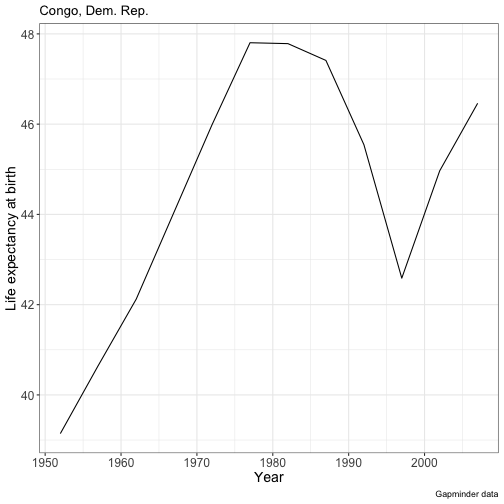 Congo, Dem. Rep.
48
46
44
42
40
Life expectancy at birth
1950 1960 1970 1980 1990 2000
Year
Gapminder data